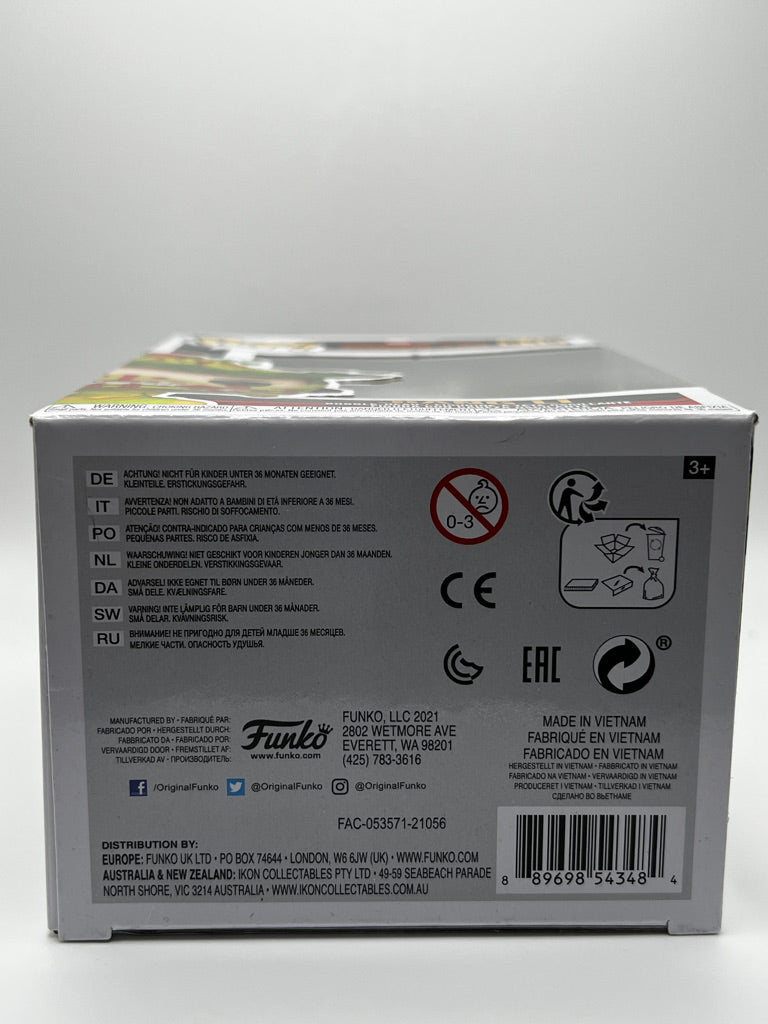 DE ACHTUNG! NICHT FÜR KINDER UNTER 36 MONATEN GEEIGNET.
KLEINTEILE. ERSTICKUNGSGEFAHR.
IT AVVERTENZA! NON ADATTO A BAMBINI DI ETÀ INFERIORE A 36 MESI.
PICCOLE PARTI. RISCHIO DI SOFFOCAMENTO.
PO ATENÇÃO! CONTRA-INDICADO PARA CRIANÇAS COM MENOS DE 36 MESES.
PEQUENAS PARTES. RISCO DE ASFIXIA.
NL WAARSCHUWING! NIET GESCHIKT VOOR KINDEREN JONGER DAN 36 MAANDEN.
KLEINE ONDERDELEN. VERSTIKKINGSGEVAAR.
DA ADVARSEL! IKKE EGNET TIL BØRN UNDER 36 MÅNEDER.
SMÅ DELE. KVÆLNINGSFARE.
SW VARNING! INTE LÄMPLIG FÖR BARN UNDER 36 MÅNADER.
SMÅ DELAR. KVÄVNINGSRISK.
RU ВНИМАНИЕ! НЕ ПРИГОДНО ДЛЯ ДЕТЕЙ МЛАДШЕ 36 МЕСЯЦЕВ.
МЕЛКИЕ ЧАСТИ. ОПАСНОСТЬ УДУШЬЯ.
3+
0-3
CE
EAC
®
MANUFACTURED BY • FABRIQUÉ PAR:
FABRICADO POR • HERGESTELLT DURCH:
FABBRICATO DA • FABRICADO POR:
VERVAARDIGD DOOR • FREMSTILLET AF:
TILLVERKAD AV • ПРОИЗВОДИТЕЛЬ:
Funko
www.funko.com
FUNKO, LLC 2021
2802 WETMORE AVE
EVERETT, WA 98201
(425) 783-3616
MADE IN VIETNAM
FABRIQUÉ EN VIETNAM
FABRICADO EN VIETNAM
HERGESTELLT IN VIETNAM • FABBRICATO IN VIETNAM
FABRICADO NA VIETNAM • VERVAARDIGD IN VIETNAM
PRODUCERET I VIETNAM • TILLVERKAD I VIETNAM
СДЕЛАНО ВО ВЬЕТНАМЕ
/OriginalFunko @OriginalFunko @OriginalFunko
FAC-053571-21056
DISTRIBUTION BY:
EUROPE: FUNKO UK LTD • PO BOX 74644 • LONDON, W6 6JW (UK) • WWW.FUNKO.COM
AUSTRALIA & NEW ZEALAND: IKON COLLECTABLES PTY LTD • 49-59 SEABEACH PARADE
NORTH SHORE, VIC 3214 AUSTRALIA • WWW.IKONCOLLECTABLES.COM.AU
8 89698 54348 4